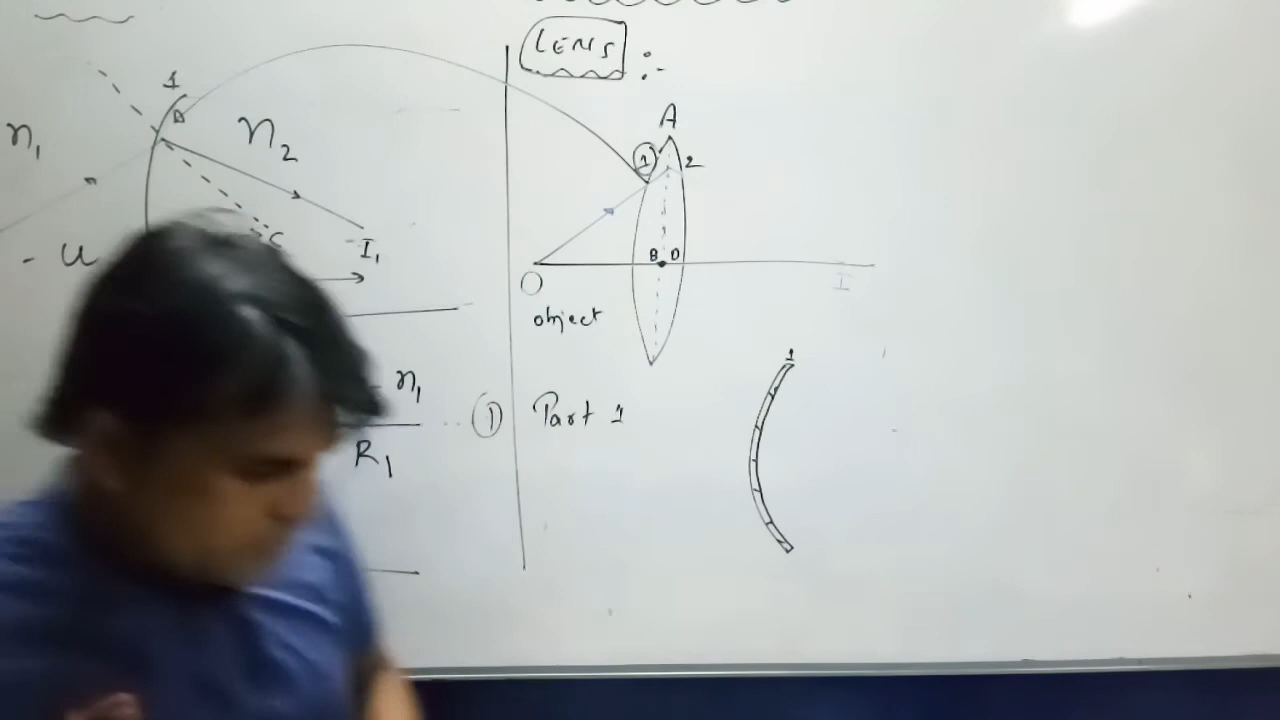 LENS :-
1
A
n₁
n₂
A
1
2
C
- u
I₁
B D
O
I
object
1
- n₁
R₁
.. ① Part 1